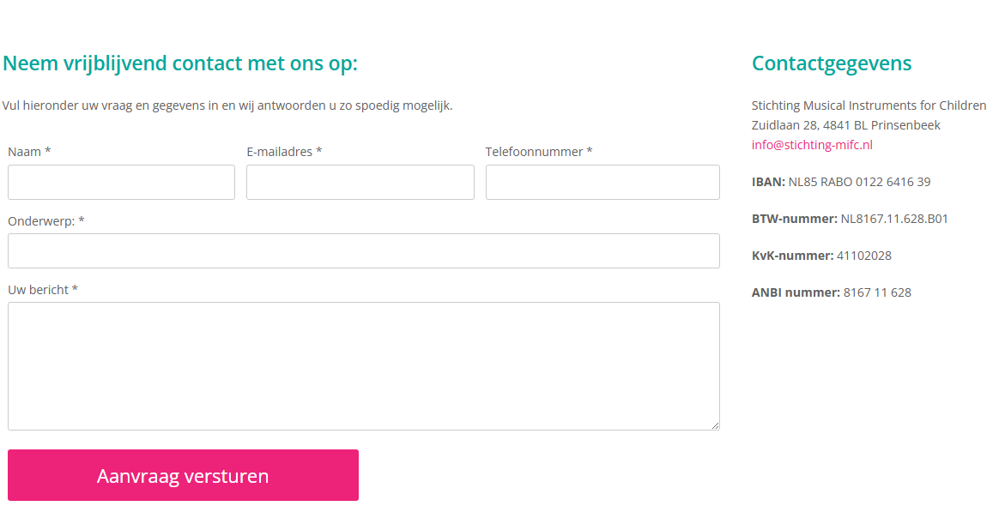 Neem vrijblijvend contact met ons op:
Vul hieronder uw vraag en gegevens in en wij antwoorden u zo spoedig mogelijk.
Naam *
E-mailadres *
Telefoonnummer *
Onderwerp: *
Uw bericht *
Aanvraag versturen
Contactgegevens
Stichting Musical Instruments for Children
Zuidlaan 28, 4841 BL Prinsenbeek
info@stichting-mifc.nl
IBAN: NL85 RABO 0122 6416 39
BTW-nummer: NL8167.11.628.B01
KvK-nummer: 41102028
ANBI nummer: 8167 11 628